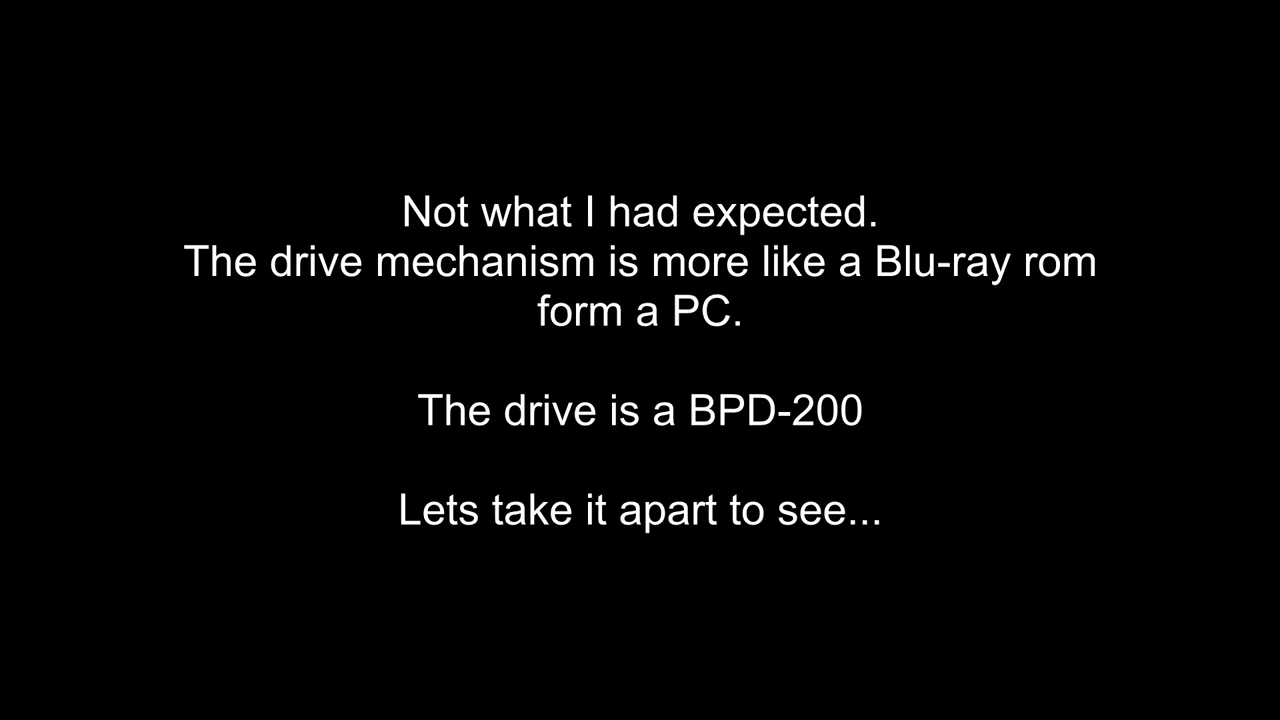 Not what I had expected.
The drive mechanism is more like a Blu-ray rom
form a PC.
The drive is a BPD-200
Lets take it apart to see...